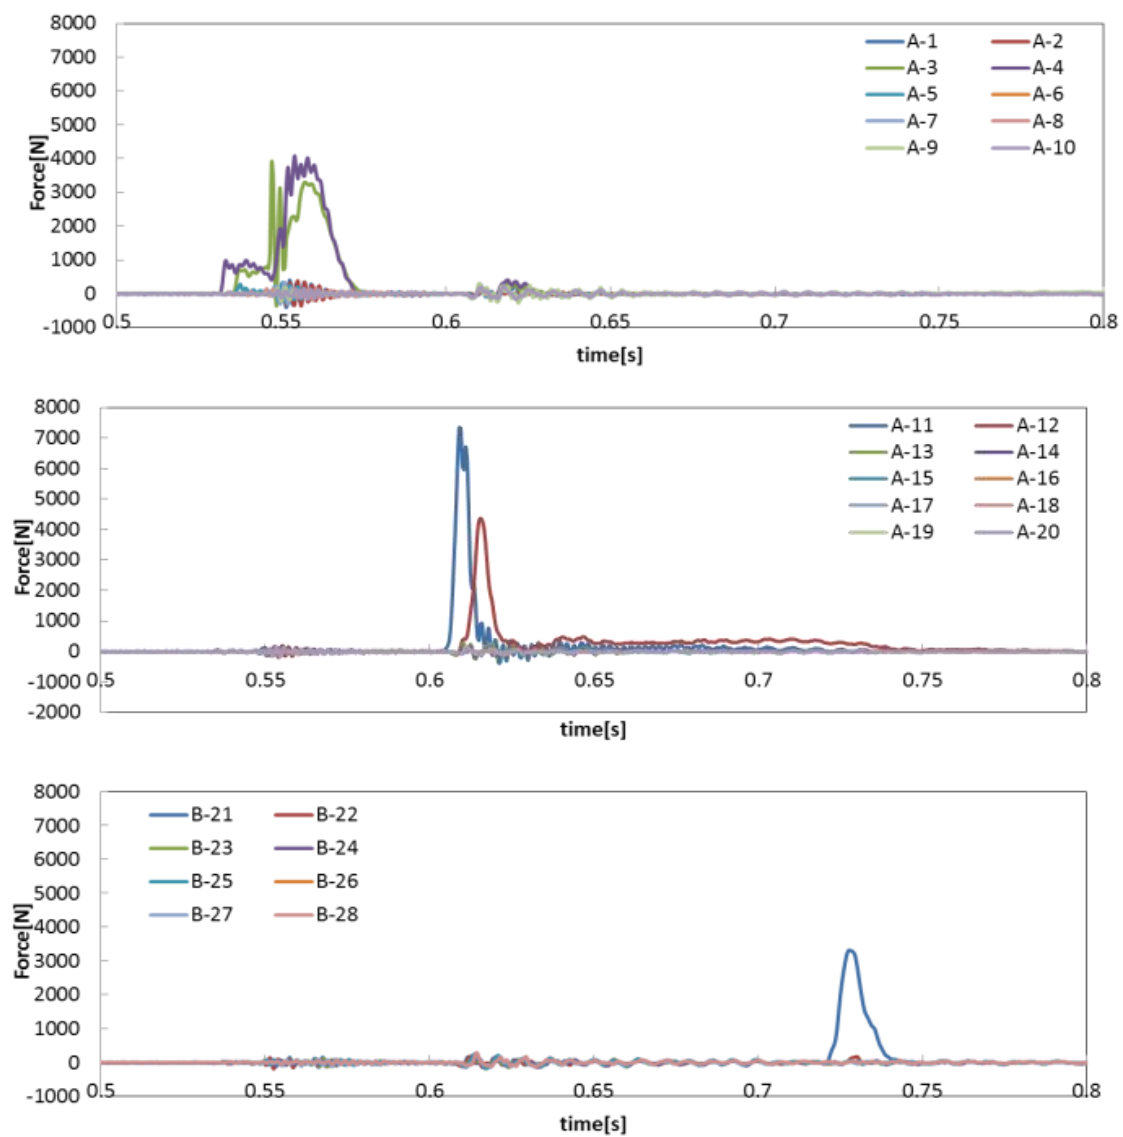 8000
7000
6000
5000
4000
3000
2000
1000
0
-1000
Force[N]
A-1 A-2
A-3 A-4
A-5 A-6
A-7 A-8
A-9 A-10
0.5 0.55 0.6 0.65 0.7 0.75 0.8
time[s]
8000
7000
6000
5000
4000
3000
2000
1000
0
-1000
-2000
Force[N]
A-11 A-12
A-13 A-14
A-15 A-16
A-17 A-18
A-19 A-20
0.5 0.55 0.6 0.65 0.7 0.75 0.8
time[s]
8000
7000
6000
5000
4000
3000
2000
1000
0
-1000
Force[N]
B-21 B-22
B-23 B-24
B-25 B-26
B-27 B-28
0.5 0.55 0.6 0.65 0.7 0.75 0.8
time[s]